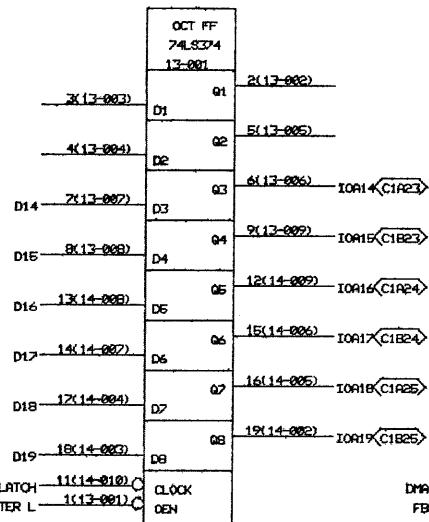 OCT FF
74LS374
13-001
2(13-002)
Q1
3(13-003)
D1
5(13-005)
Q2
4(13-004)
D2
6(13-006)
Q3
IOA14 C1A23
D14 7(13-007)
D3
9(13-009)
Q4
IOA15 C1B23
D15 8(13-008)
D4
12(14-009)
Q5
IOA16 C1A24
D16 13(14-008)
D5
15(14-006)
Q6
IOA17 C1B24
D17 14(14-007)
D6
16(14-005)
Q7
IOA18 C1A25
D18 17(14-004)
D7
19(14-002)
Q8
IOA19 C1B25
D19 18(14-003)
D8
LATCH 11(14-010) CLOCK DMA
TER L 1(13-001) OEN FB